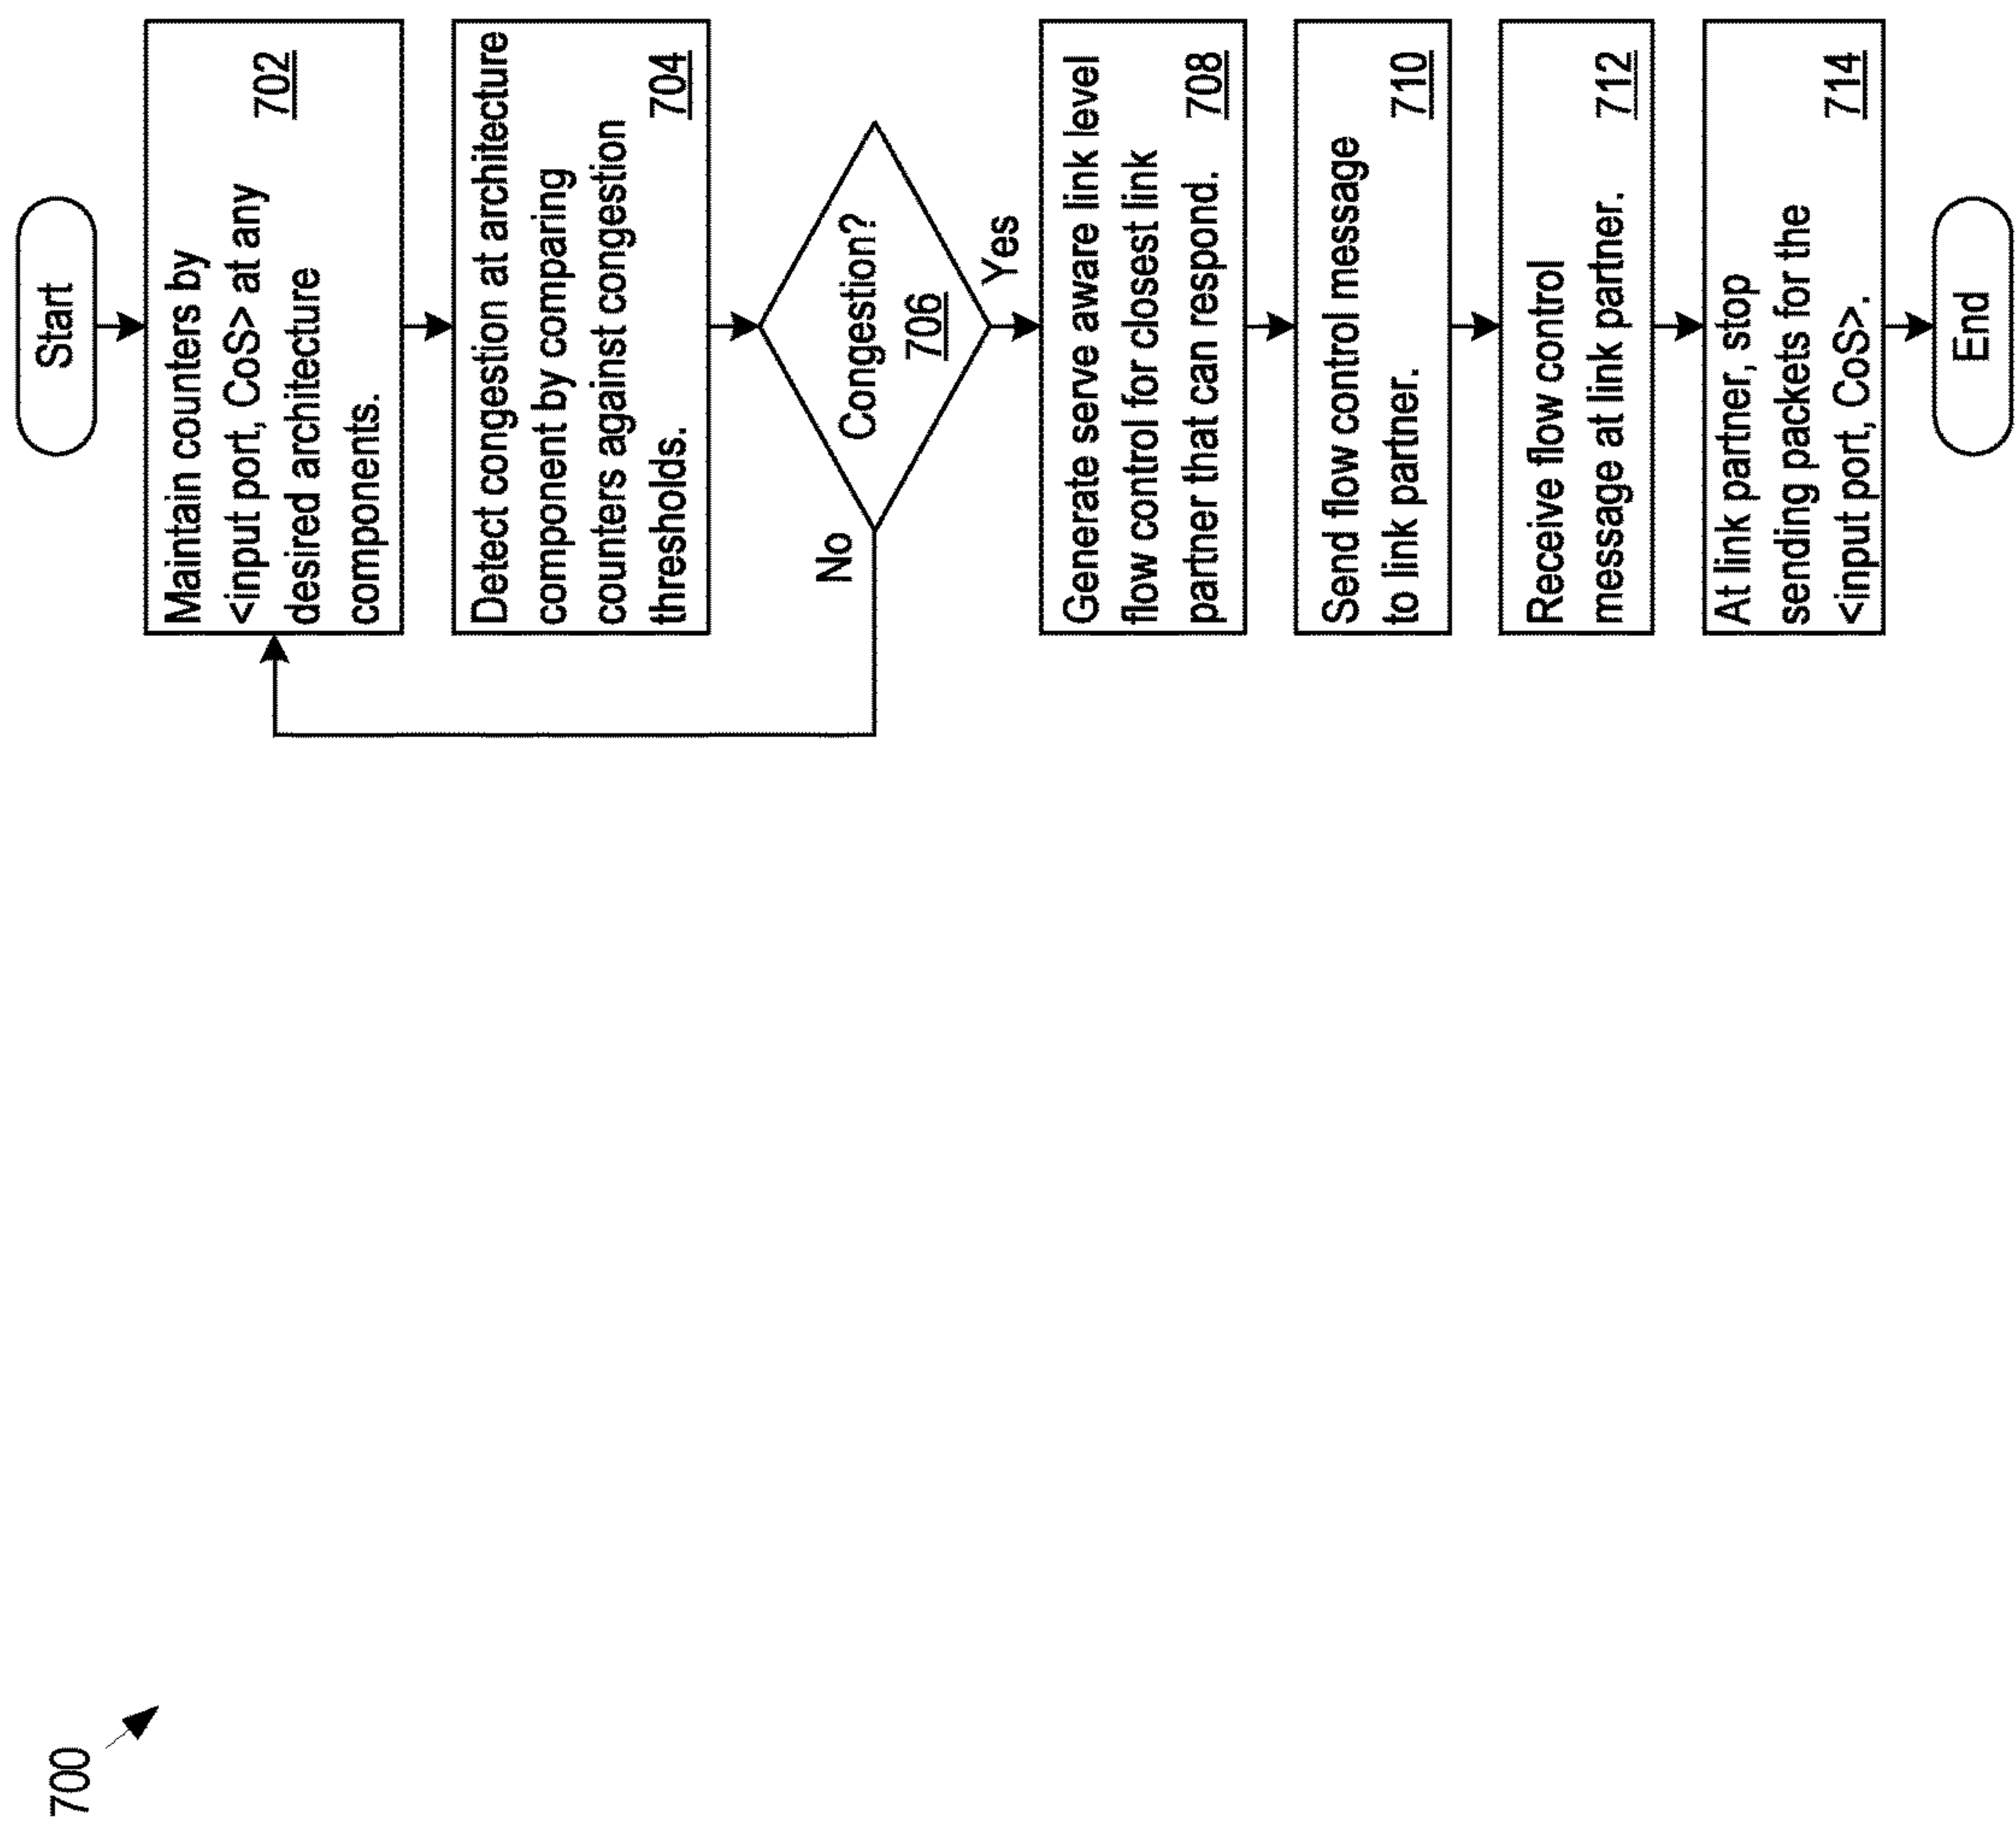 700
Start
Maintain counters by
<input port, CoS> at any
desired architecture
components.
702
Detect congestion at architecture
component by comparing
counters against congestion
thresholds.
704
Congestion?
706
No
Yes
Generate serve aware link level
flow control for closest link
partner that can respond.
708
Send flow control message
to link partner.
710
Receive flow control
message at link partner.
712
At link partner, stop
sending packets for the
<input port, CoS>.
714
End